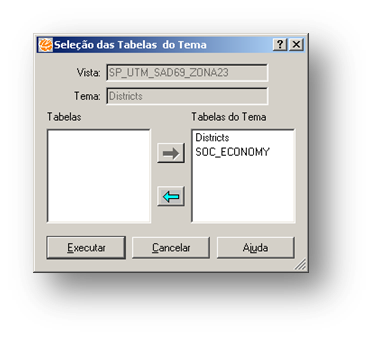 Seleção das Tabelas do Tema
Vista: SP_UTM_SAD69_ZONA23
Tema: Districts
Tabelas
Tabelas do Tema
Districts
SOC_ECONOMY
Executar
Cancelar
Ajuda